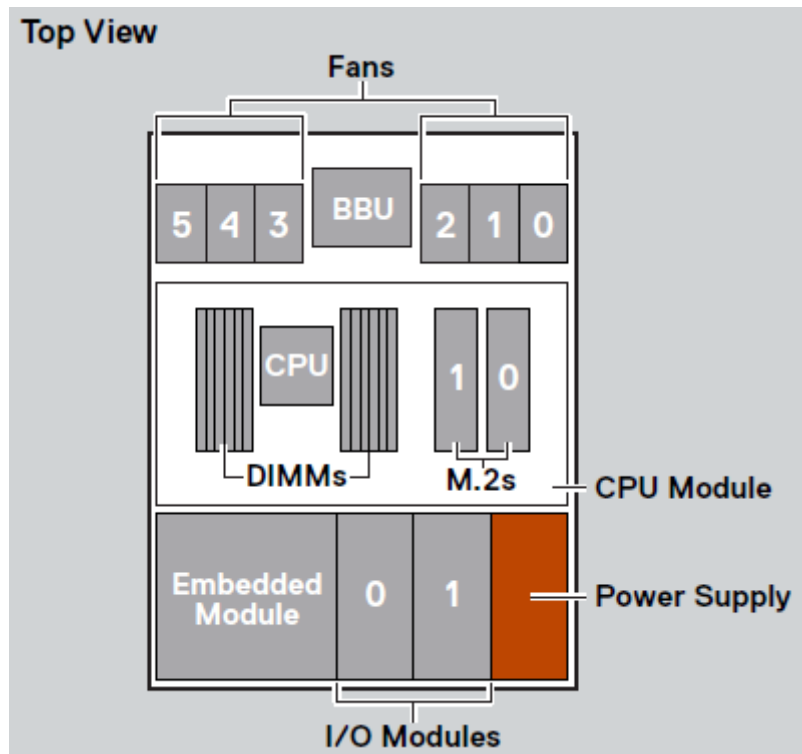 Top View
Fans
5 4 3 BBU 2 1 0
CPU 1 0
DIMMs M.2s
CPU Module
Embedded
Module
0 1
Power Supply
I/O Modules